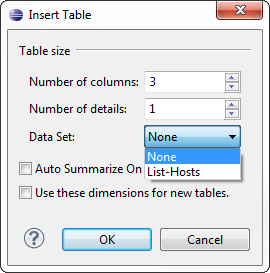 Insert Table
Table size
Number of columns: 3
Number of details: 1
Data Set: None
None
List-Hosts
Auto Summarize On
Use these dimensions for new tables.
? OK Cancel